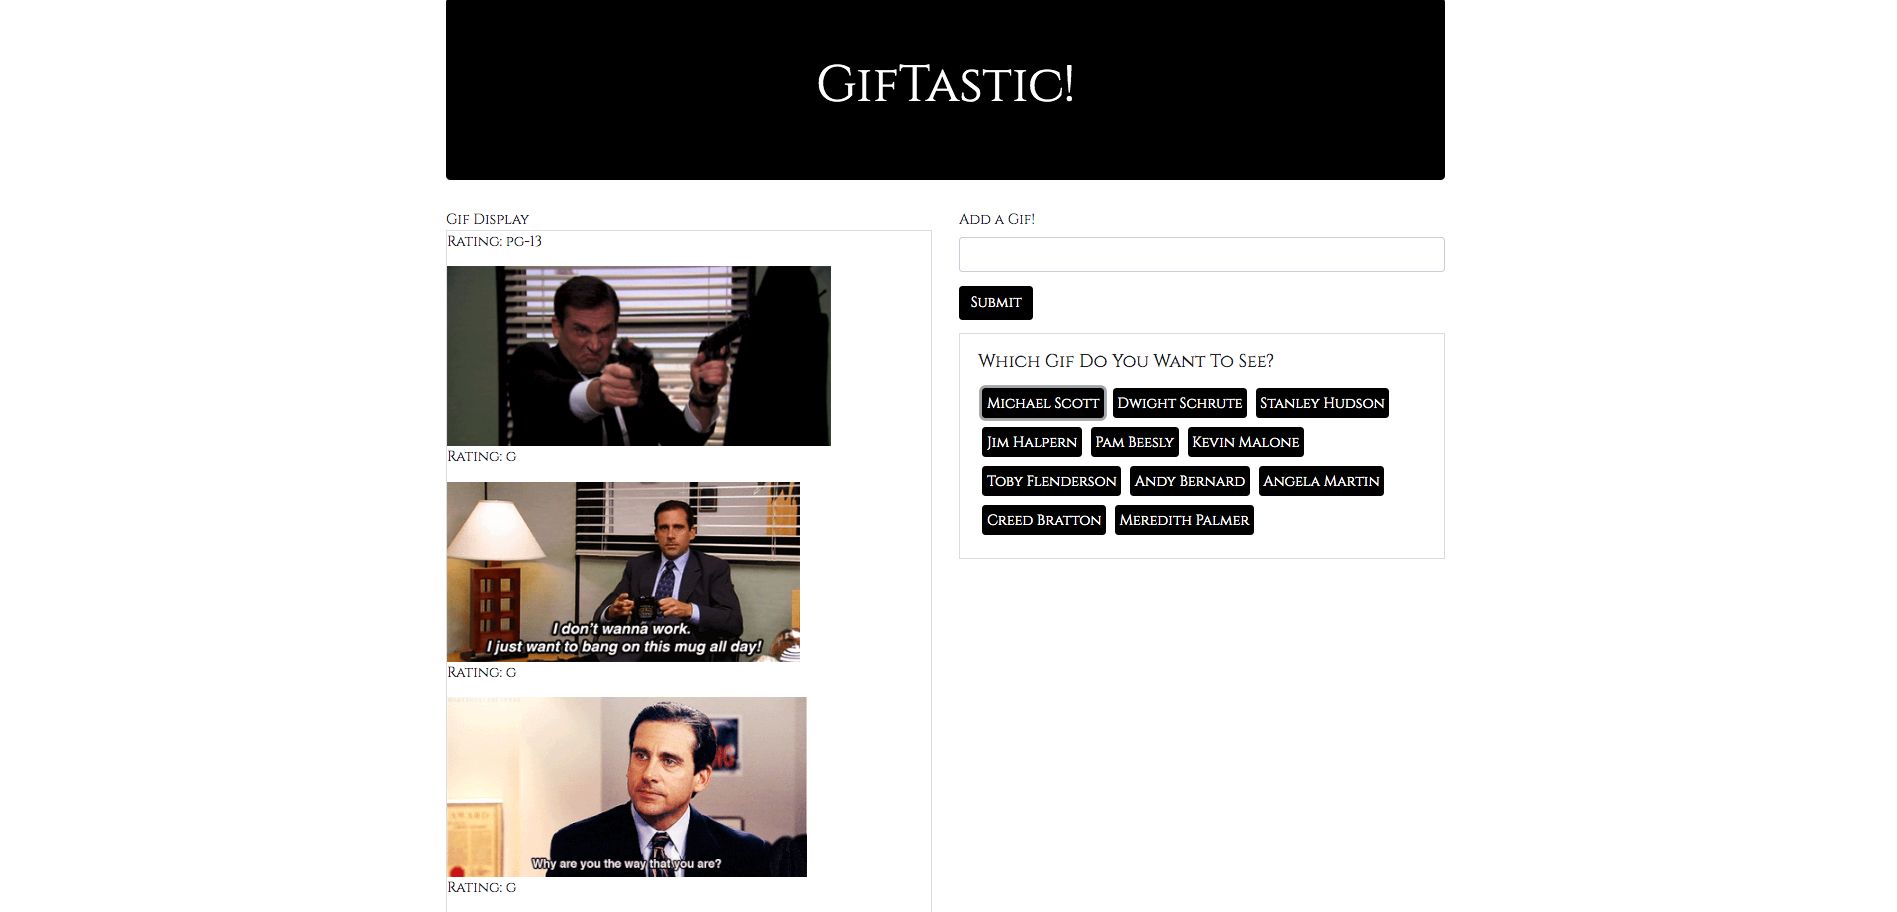 GifTastic!
Gif Display
Rating: pg-13
Rating: g
I don't wanna work.
I just want to bang on this mug all day!
Rating: g
Why are you the way that you are?
Rating: g
Add a Gif!
Submit
Which Gif Do You Want To See?
Michael Scott Dwight Schrute Stanley Hudson
Jim Halpern Pam Beesly Kevin Malone
Toby Flenderson Andy Bernard Angela Martin
Creed Bratton Meredith Palmer